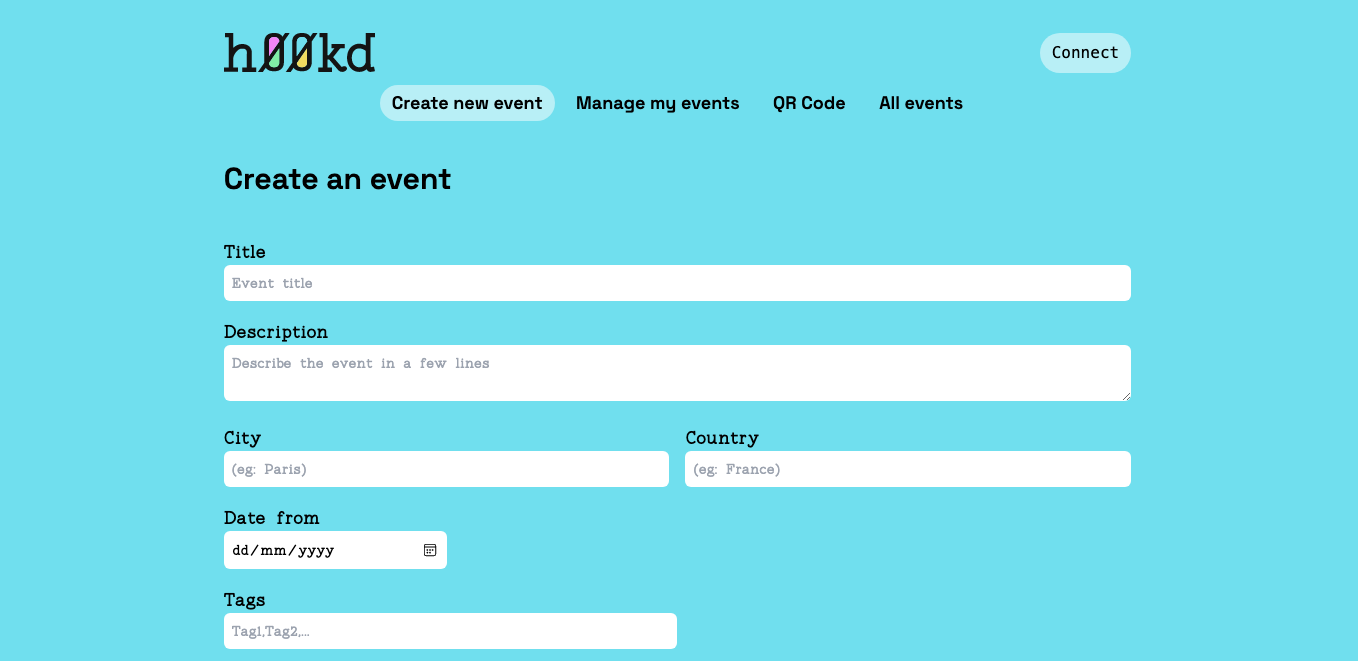 h00kd
Connect
Create new event Manage my events QR Code All events
Create an event
Title
Event title
Description
Describe the event in a few lines
City Country
(eg: Paris) (eg: France)
Date from
dd/mm/yyyy
Tags
Tag1,Tag2,...